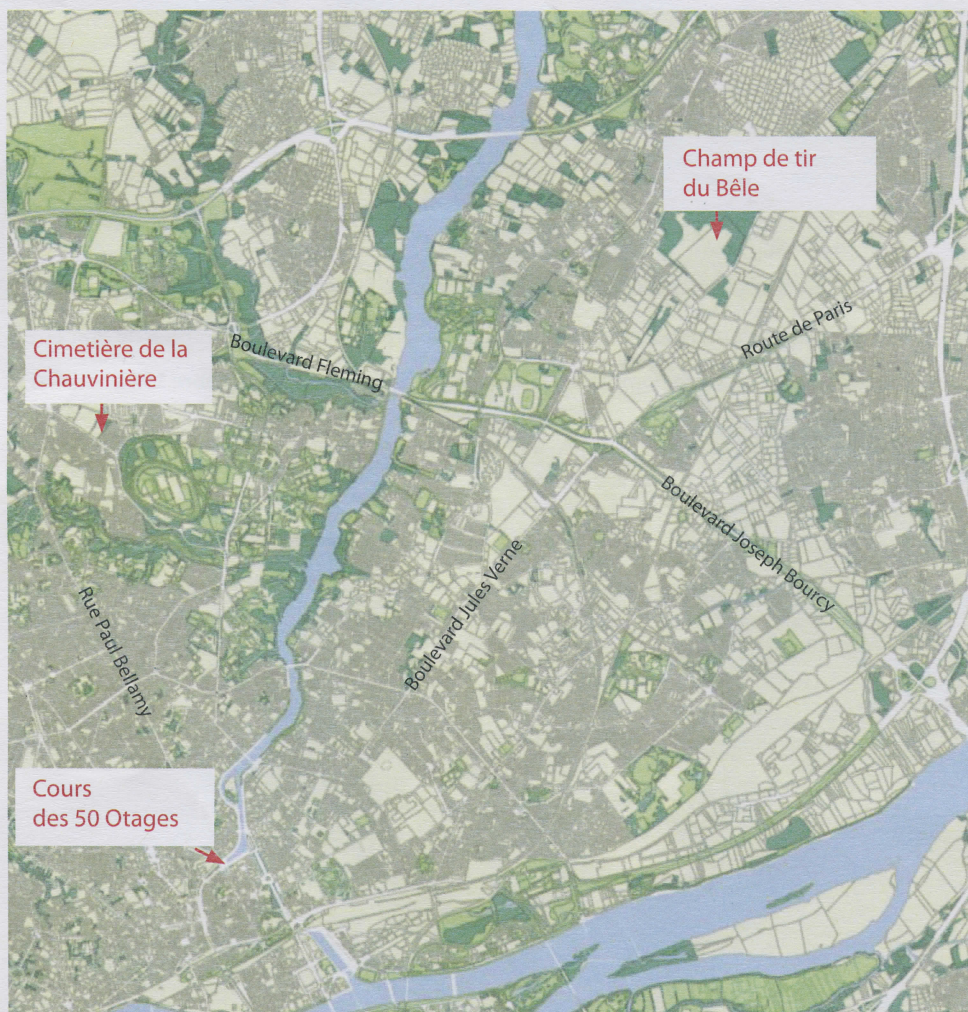 Champ de tir
du Bêle
Route de Paris
Cimetière de la
Chauvinière
Boulevard Fleming
Boulevard Joseph Bourcy
Boulevard Jules Verne
Rue Paul Bellamy
Cours
des 50 Otages